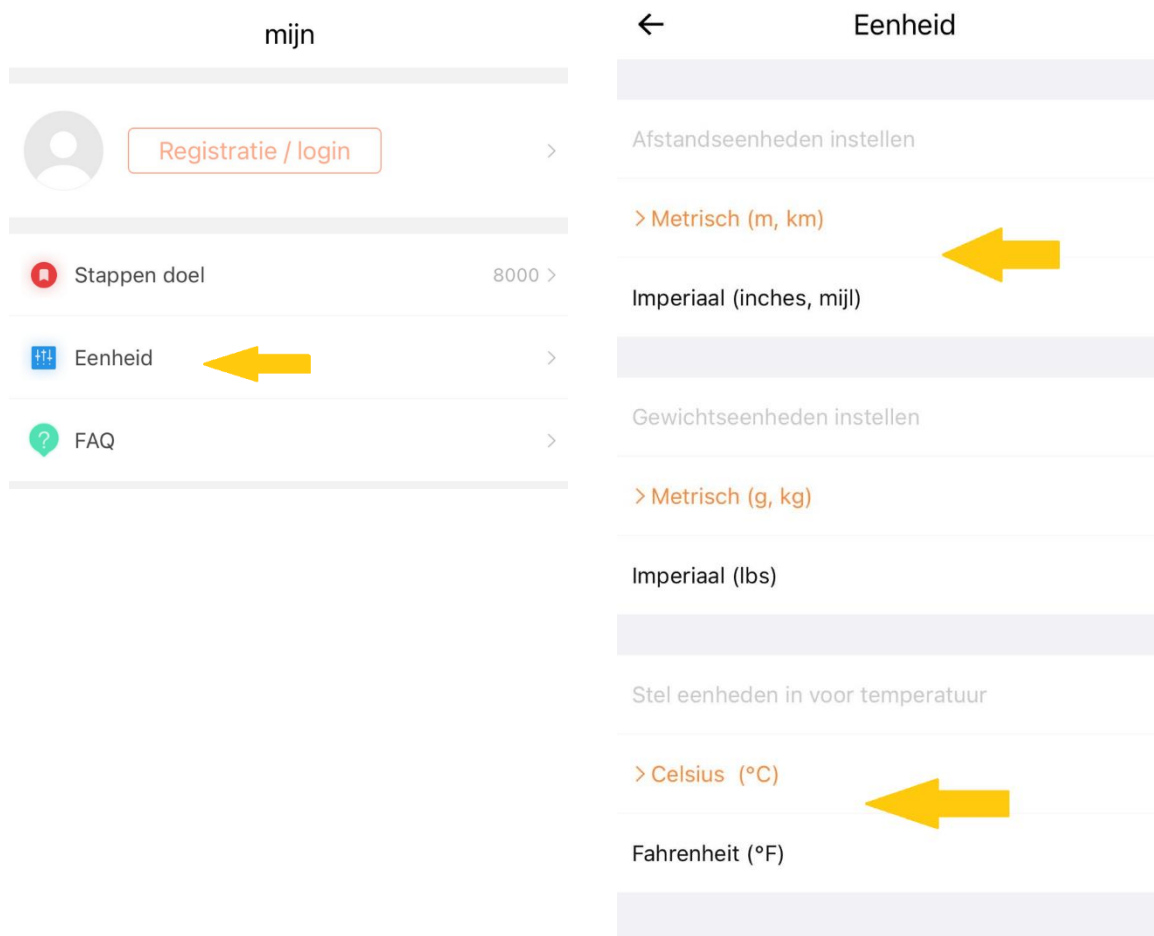 mijn
Registratie / login
Stappen doel 8000
Eenheid
FAQ
Eenheid
Afstandseenheden instellen
Metrisch (m, km)
Imperiaal (inches, mijl)
Gewichtseenheden instellen
Metrisch (g, kg)
Imperiaal (lbs)
Stel eenheden in voor temperatuur
Celsius (°C)
Fahrenheit (°F)